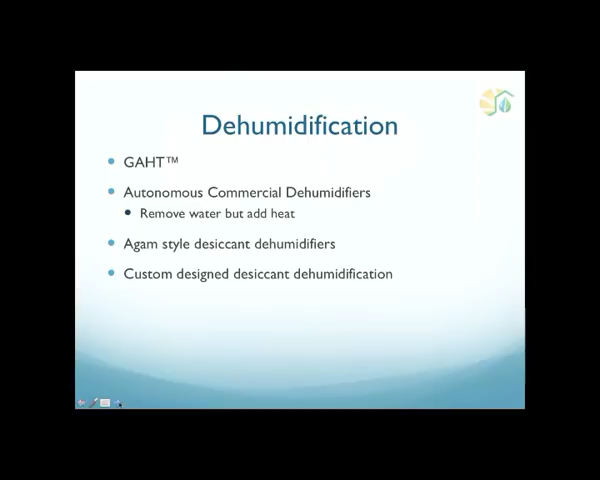 Dehumidification
GAHT™
Autonomous Commercial Dehumidifiers
Remove water but add heat
Agam style desiccant dehumidifiers
Custom designed desiccant dehumidification